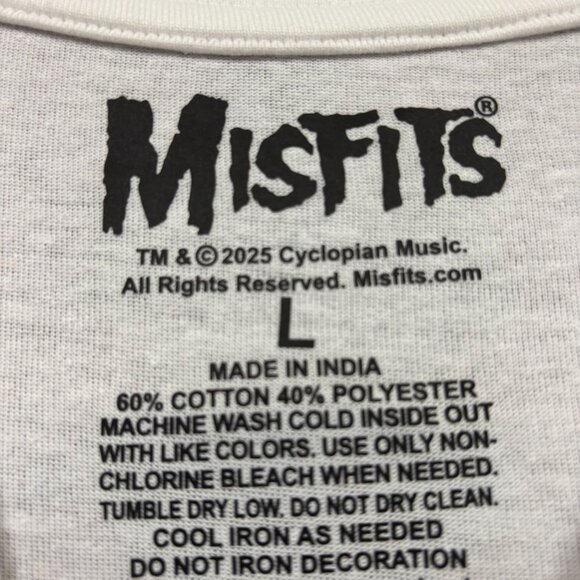 MISFITS®
TM & © 2025 Cyclopian Music.
All Rights Reserved. Misfits.com
L
MADE IN INDIA
60% COTTON 40% POLYESTER
MACHINE WASH COLD INSIDE OUT
WITH LIKE COLORS. USE ONLY NON-
CHLORINE BLEACH WHEN NEEDED.
TUMBLE DRY LOW. DO NOT DRY CLEAN.
COOL IRON AS NEEDED
DO NOT IRON DECORATION